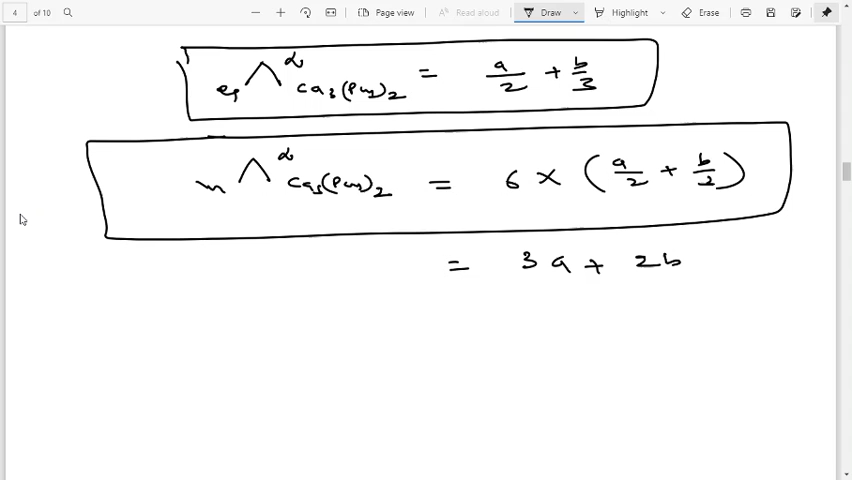 4 of 10 Page view Read aloud Draw Highlight Erase
eq Λ^α Ca₃(PO₄)₂ = a/2 + b/3
m Λ^α Ca₃(PO₄)₂ = 6 × (a/2 + b/2)
= 3a + 2b